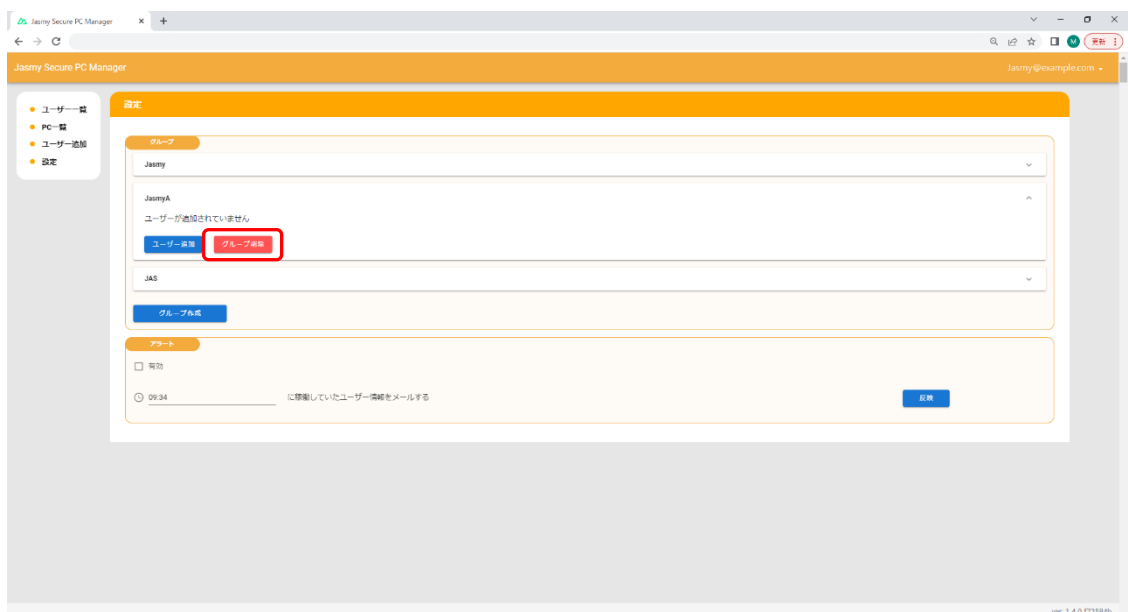 Jasmy Secure PC Manager
更新
Jasmy Secure PC Manager
Jasmy@example.com
ユーザー一覧
PC一覧
ユーザー追加
設定
設定
グループ
Jasmy
JasmyA
ユーザーが追加されていません
ユーザー追加
グループ削除
JAS
グループ作成
アラート
有効
09:34 に稼働していたユーザー情報をメールする
反映